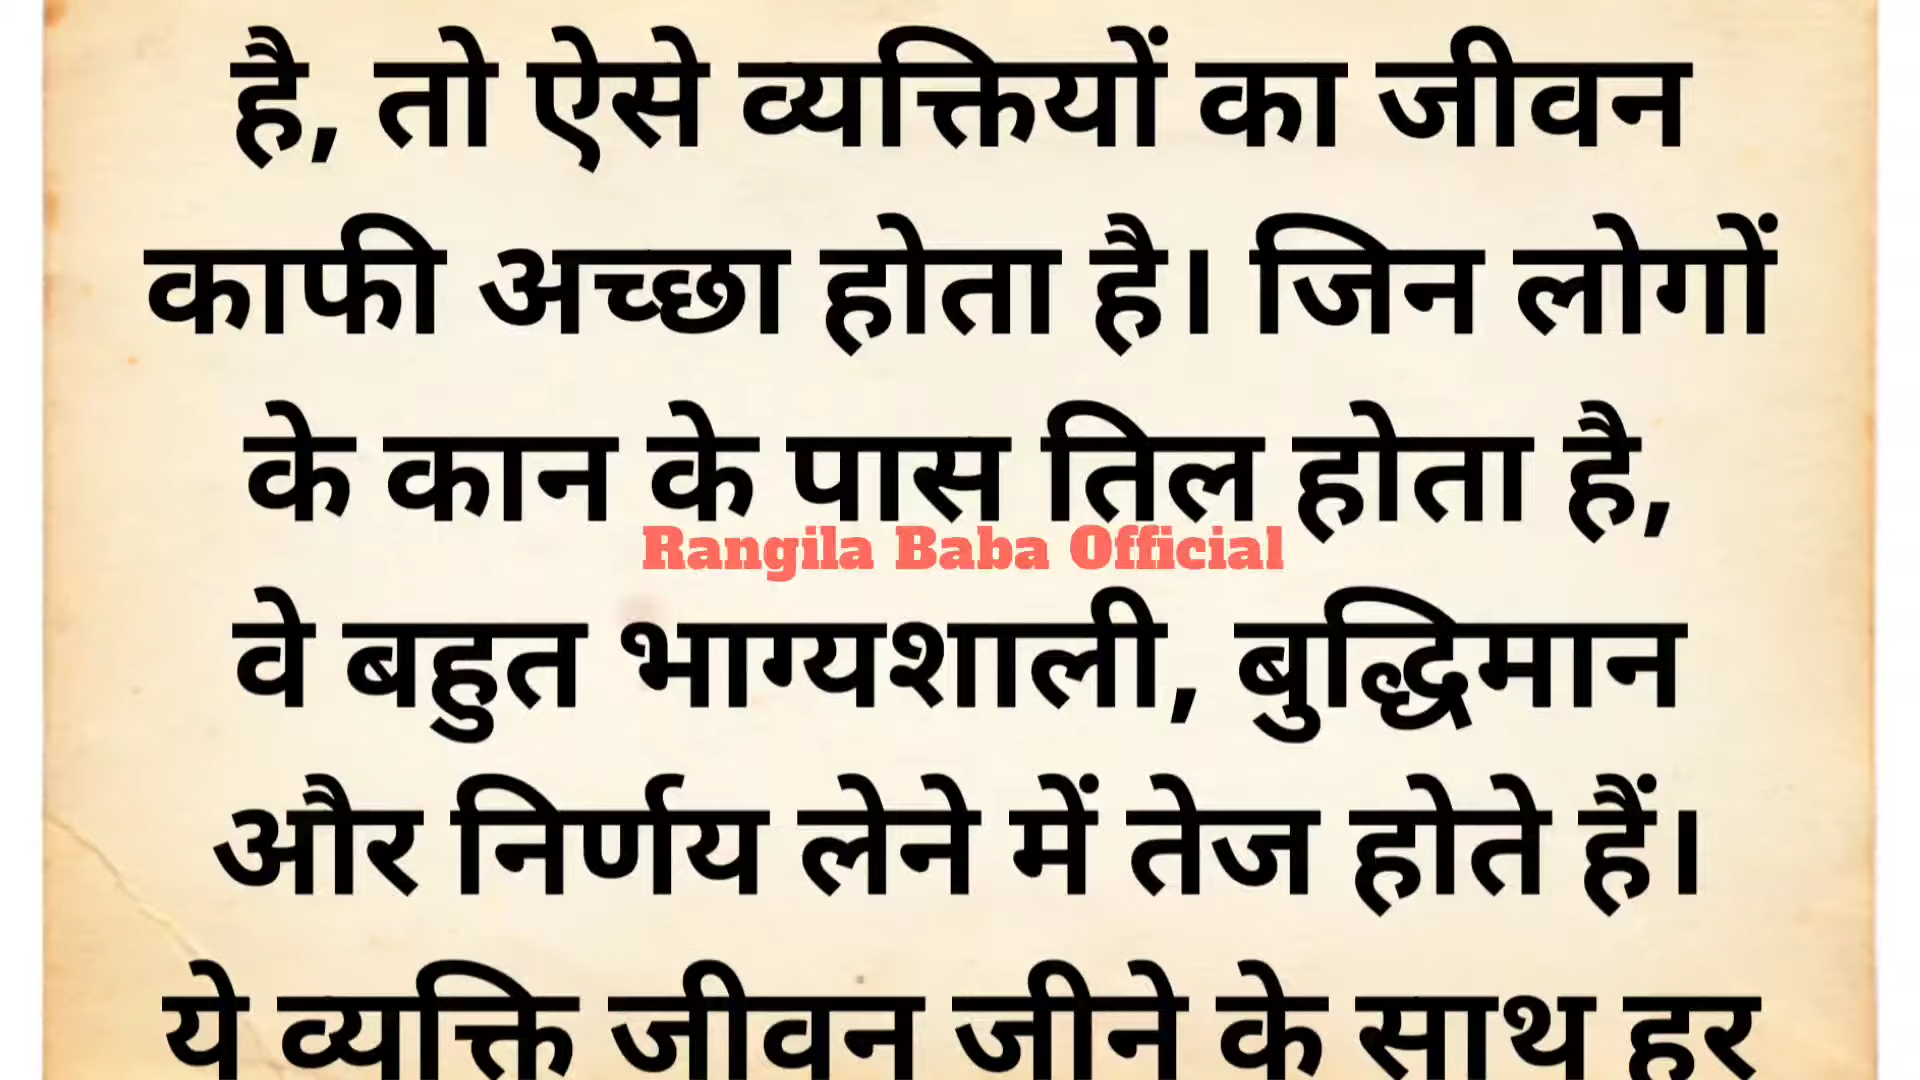 है, तो ऐसे व्यक्तियों का जीवन
काफी अच्छा होता है। जिन लोगों
के कान के पास तिल होता है,
Rangila Baba Official
वे बहुत भाग्यशाली, बुद्धिमान
और निर्णय लेने में तेज होते हैं।
ये व्यक्ति जीवन जीने के साथ हर